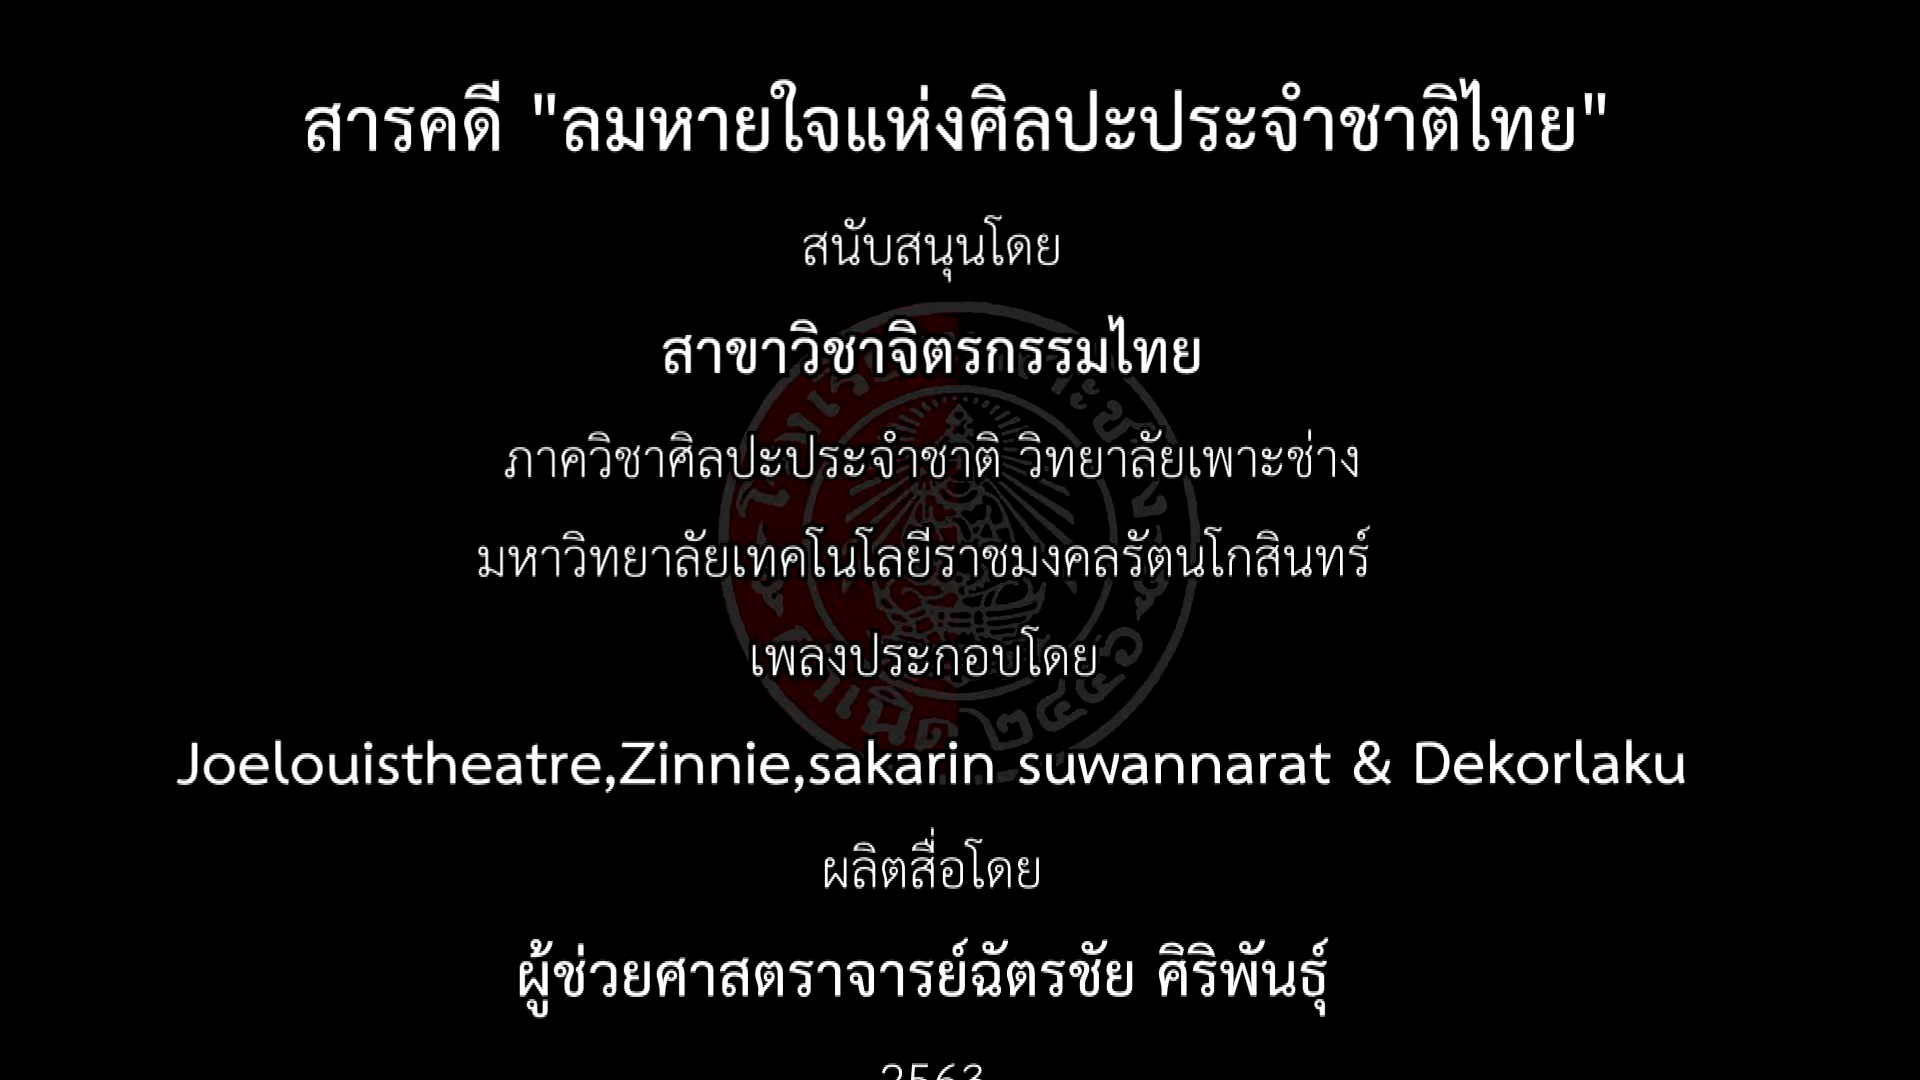 สารคดี "ลมหายใจแห่งศิลปะประจำชาติไทย"
สนับสนุนโดย
สาขาวิชาจิตรกรรมไทย
ภาควิชาศิลปะประจำชาติ วิทยาลัยเพาะช่าง
มหาวิทยาลัยเทคโนโลยีราชมงคลรัตนโกสินทร์
เพลงประกอบโดย
Joelouistheatre,Zinnie,sakarin suwannarat & Dekorlaku
ผลิตสื่อโดย
ผู้ช่วยศาสตราจารย์ฉัตรชัย ศิริพันธุ์
2563